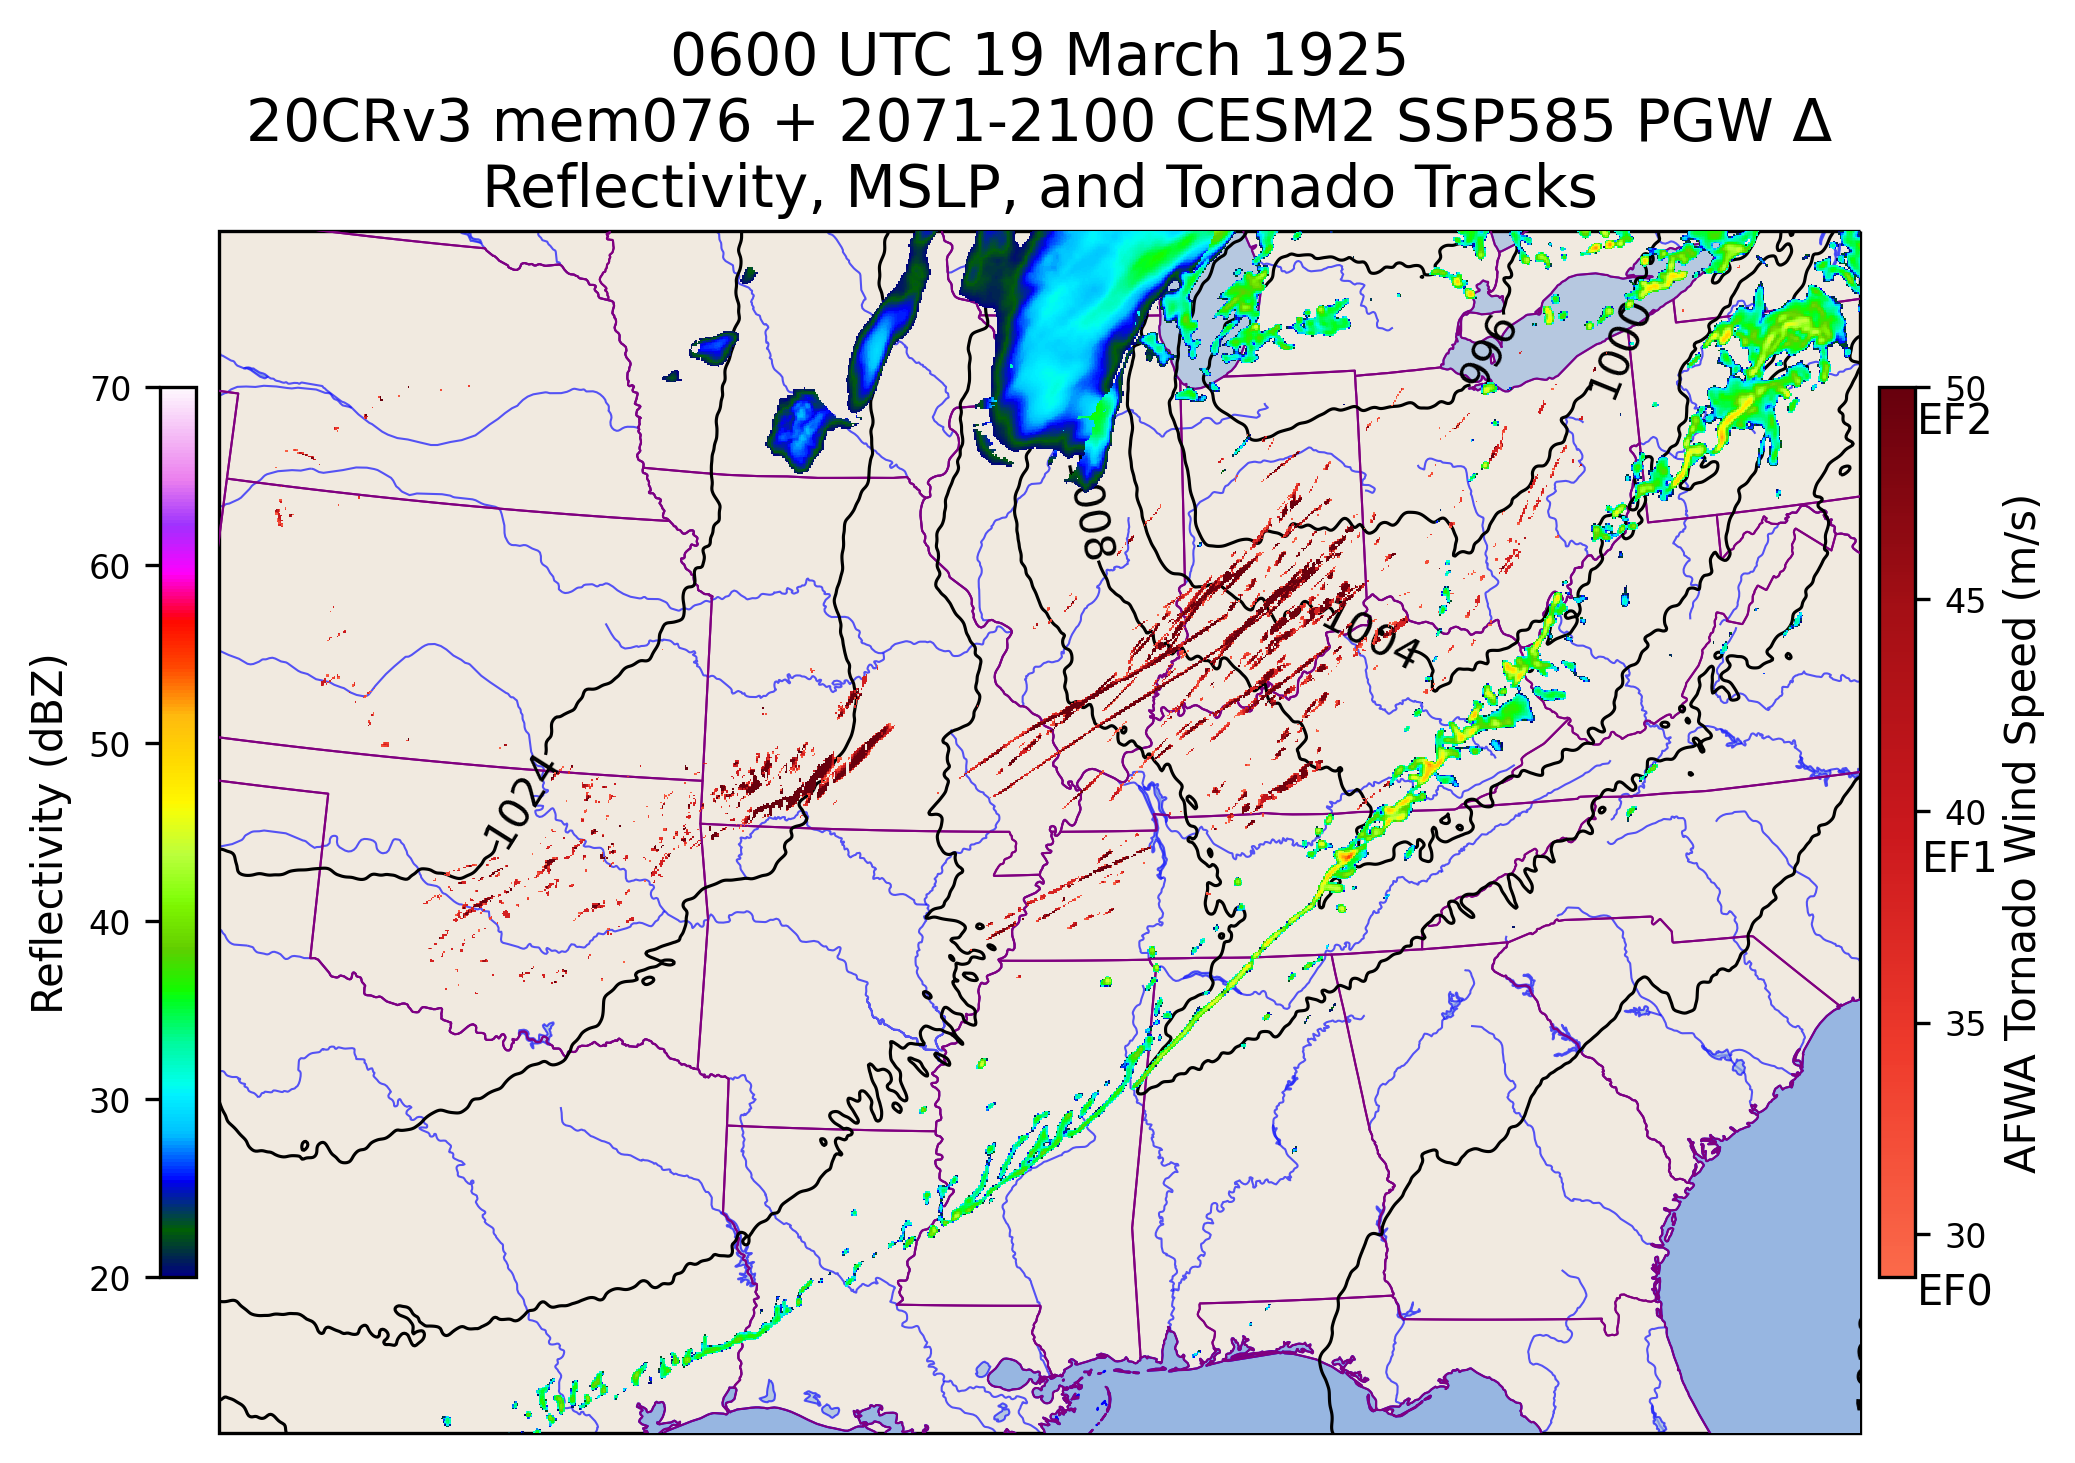 0600 UTC 19 March 1925
20CRv3 mem076 + 2071-2100 CESM2 SSP585 PGW Δ
Reflectivity, MSLP, and Tornado Tracks
Reflectivity (dBZ)
70
60
50
40
30
20
996
1000
008
1004
1024
50
EF2
45
40
EF1
35
30
EF0
AFWA Tornado Wind Speed (m/s)